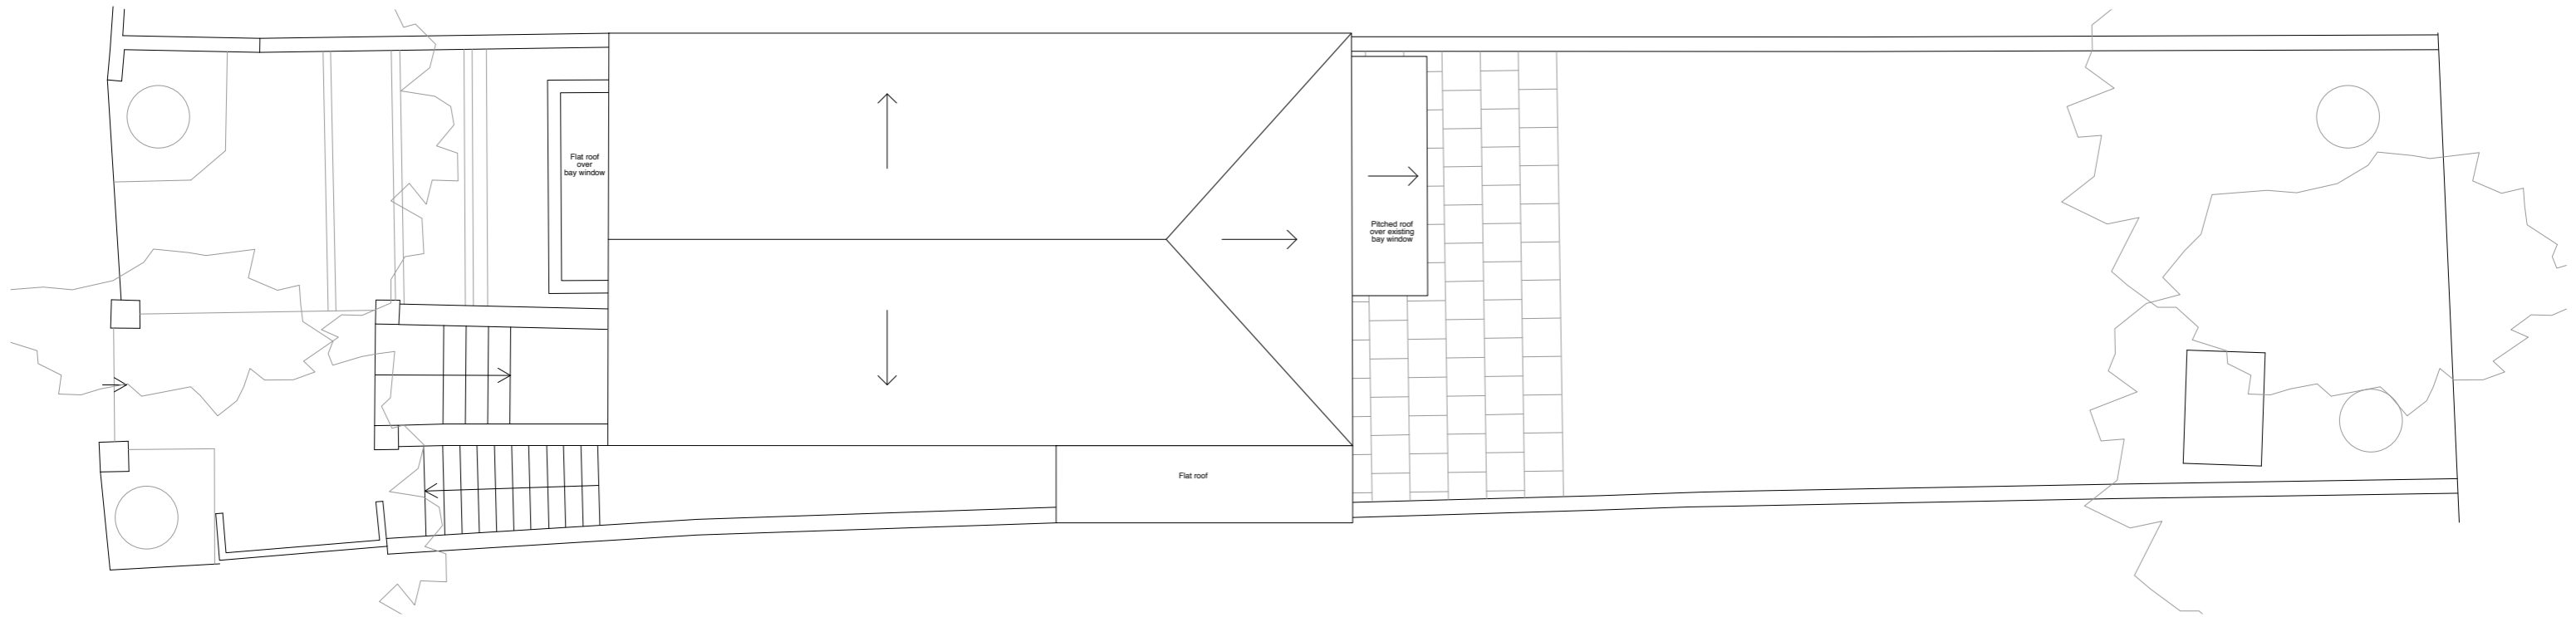 Flat roof
over
bay window
Pitched roof
over existing
bay window
Flat roof